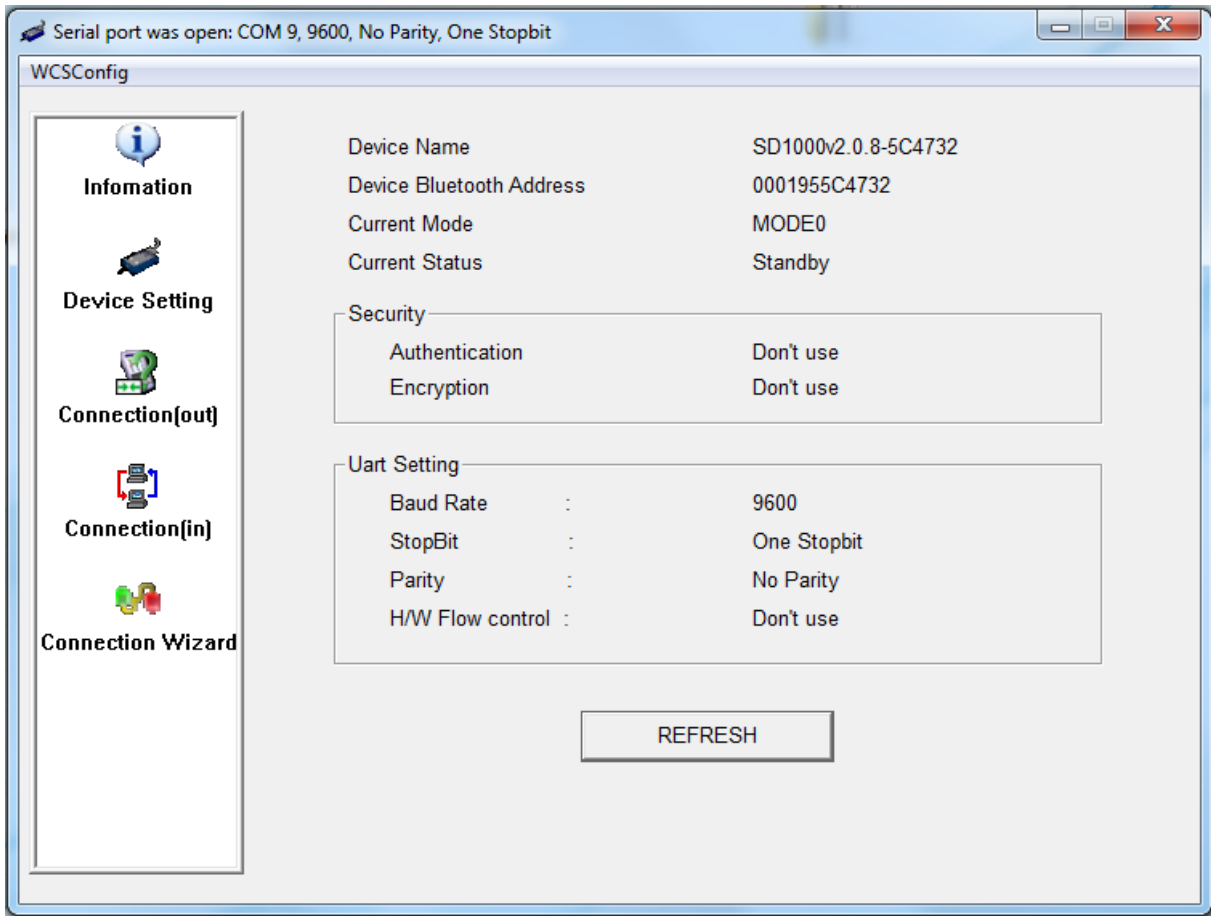 Serial port was open: COM 9, 9600, No Parity, One Stopbit
WCSConfig
Infomation
Device Setting
Connection(out)
Connection(in)
Connection Wizard
Device Name SD1000v2.0.8-5C4732
Device Bluetooth Address 0001955C4732
Current Mode MODE0
Current Status Standby
Security
Authentication Don't use
Encryption Don't use
Uart Setting
Baud Rate : 9600
StopBit : One Stopbit
Parity : No Parity
H/W Flow control : Don't use
REFRESH